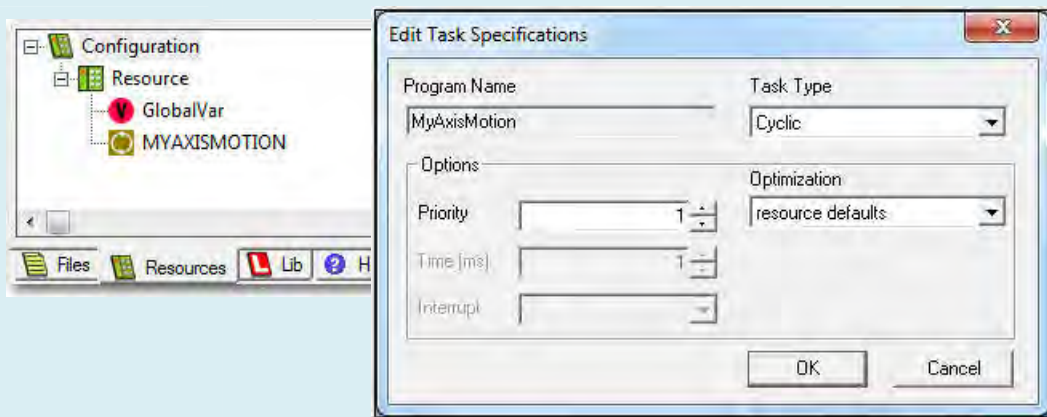 Configuration
Resource
GlobalVar
MYAXISMOTION
Files Resources Lib H
Edit Task Specifications
Program Name Task Type
MyAxisMotion Cyclic
Options
Optimization
Priority 1 resource defaults
Time (ms) 1
Interrupt
OK Cancel